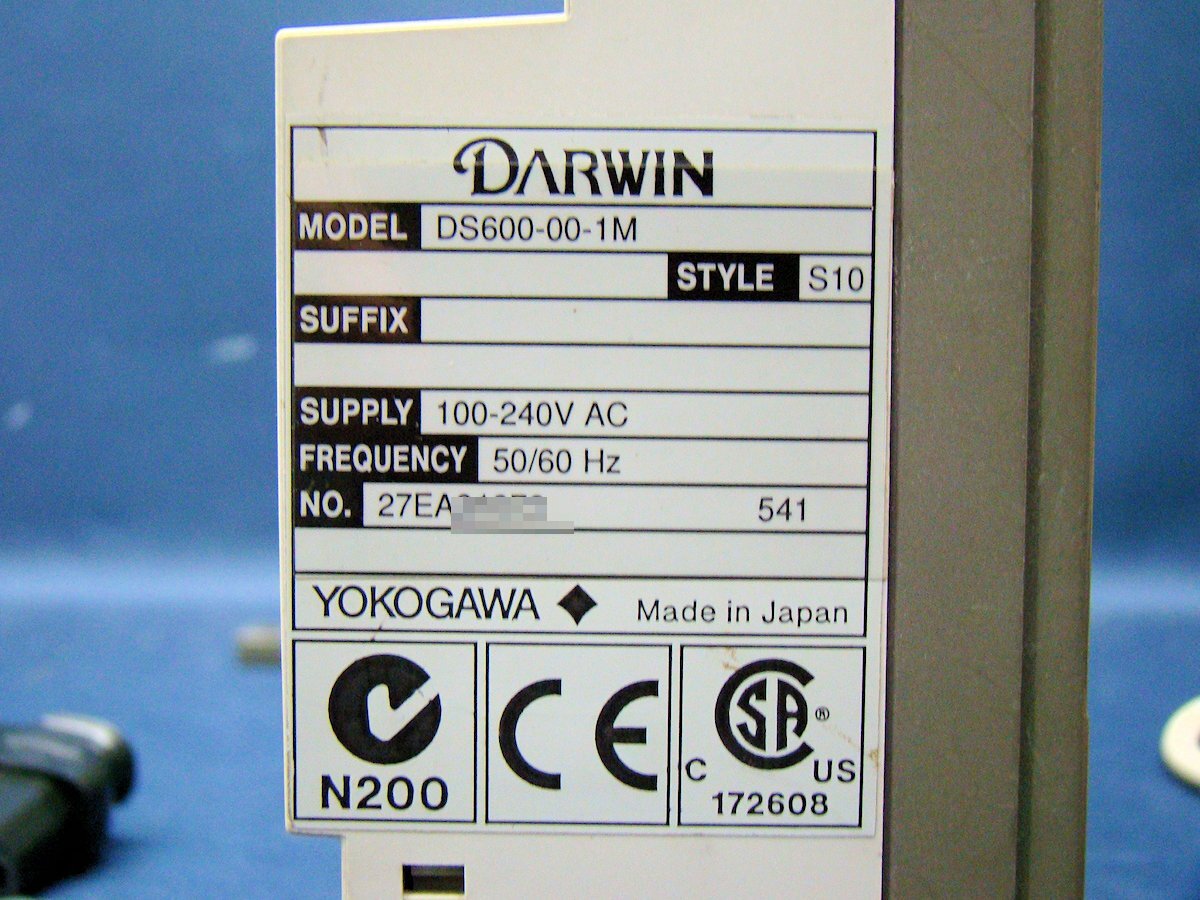 DARWIN
MODEL DS600-00-1M
STYLE S10
SUFFIX
SUPPLY 100-240V AC
FREQUENCY 50/60 Hz
NO. 27EA 541
YOKOGAWA Made in Japan
N200
CE
SA ®
C US
172608